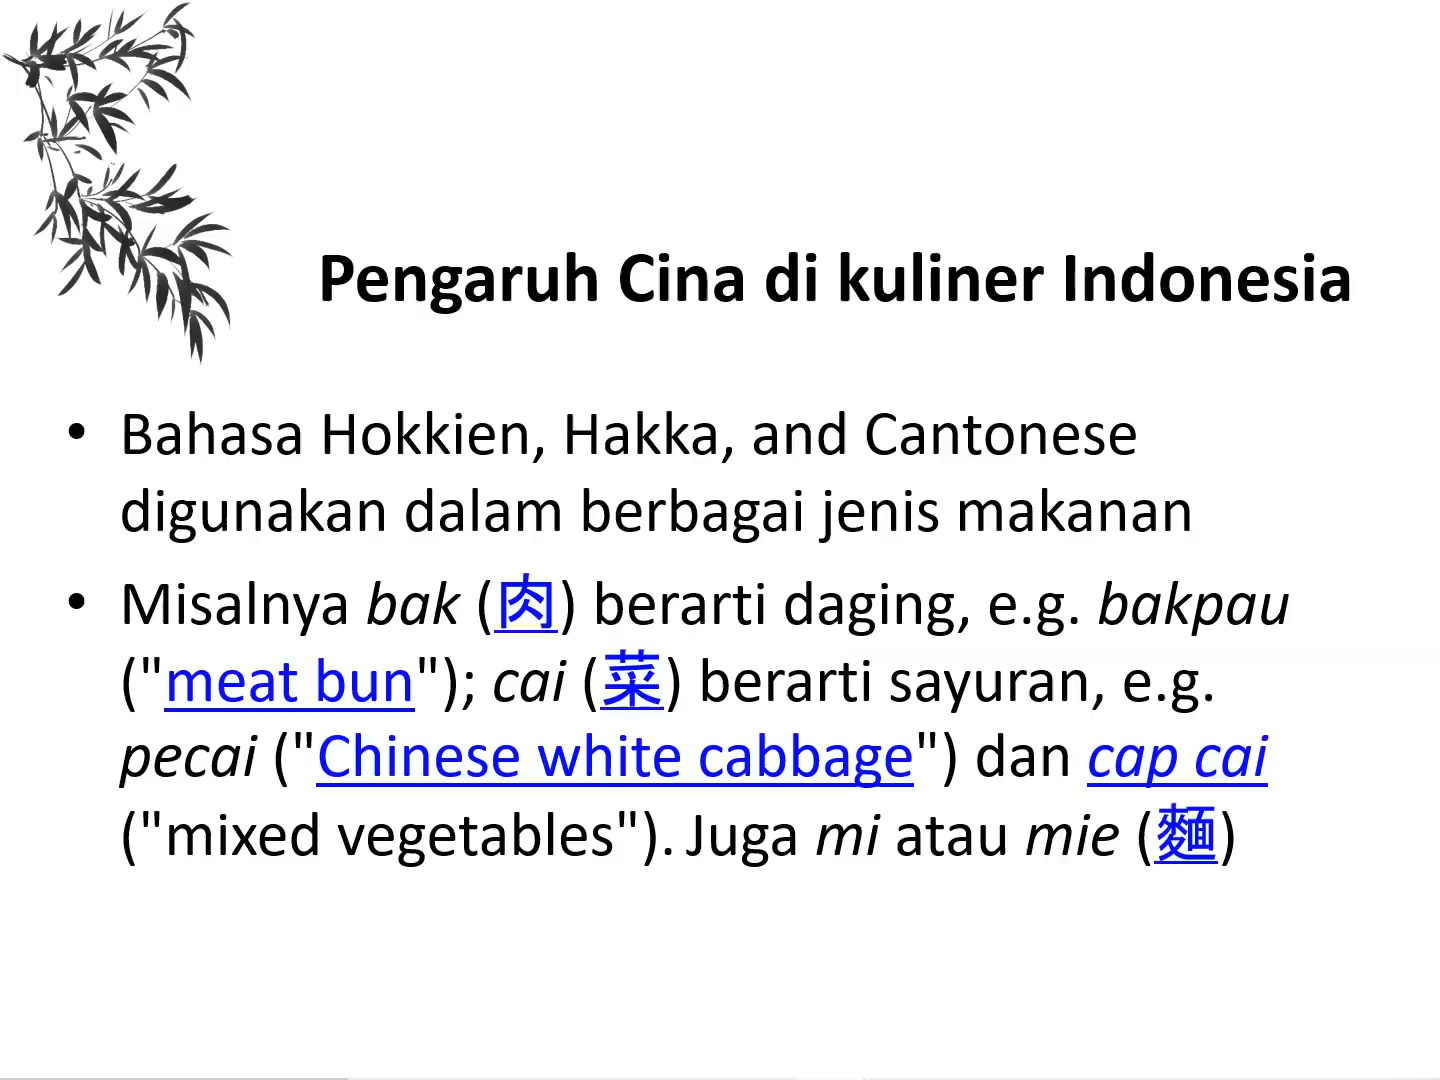 Pengaruh Cina di kuliner Indonesia
• Bahasa Hokkien, Hakka, and Cantonese
digunakan dalam berbagai jenis makanan
• Misalnya bak (肉) berarti daging, e.g. bakpau
("meat bun"); cai (菜) berarti sayuran, e.g.
pecai ("Chinese white cabbage") dan cap cai
("mixed vegetables"). Juga mi atau mie (麵)